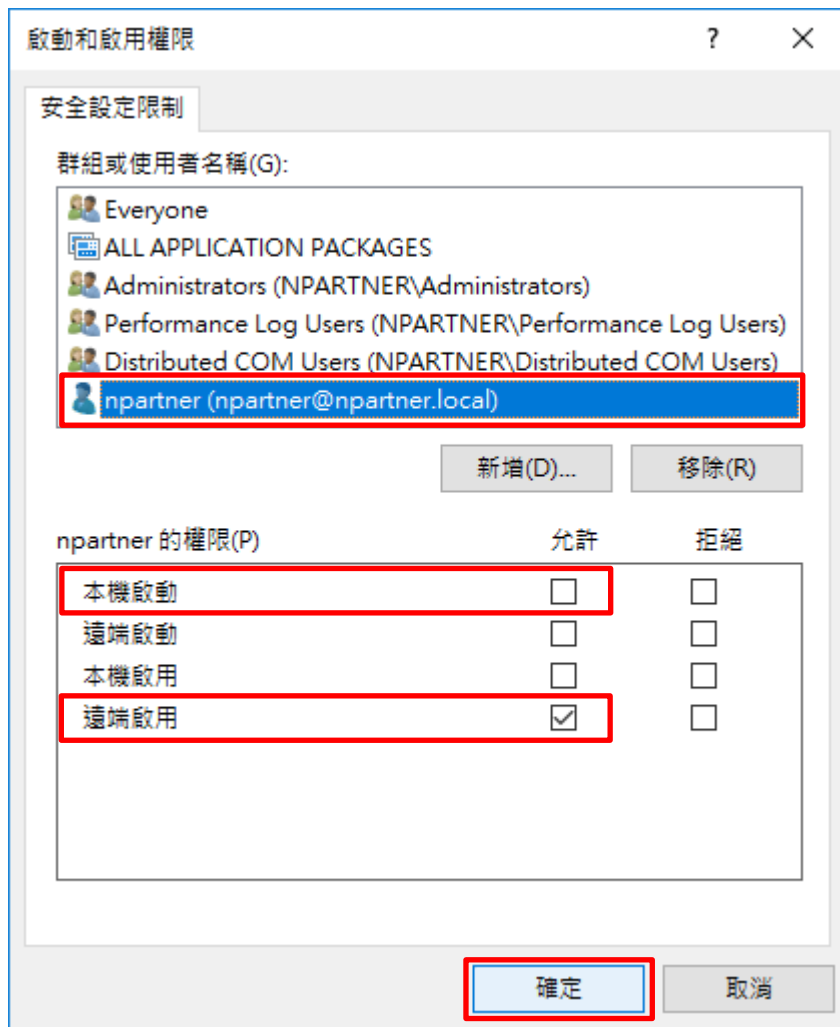 啟動和啟用權限
安全設定限制
群組或使用者名稱(G):
Everyone
ALL APPLICATION PACKAGES
Administrators (NPARTNER\Administrators)
Performance Log Users (NPARTNER\Performance Log Users)
Distributed COM Users (NPARTNER\Distributed COM Users)
npartner (npartner@npartner.local)
新增(D)... 移除(R)
npartner 的權限(P) 允許 拒絕
本機啟動
遠端啟動
本機啟用
遠端啟用
確定 取消